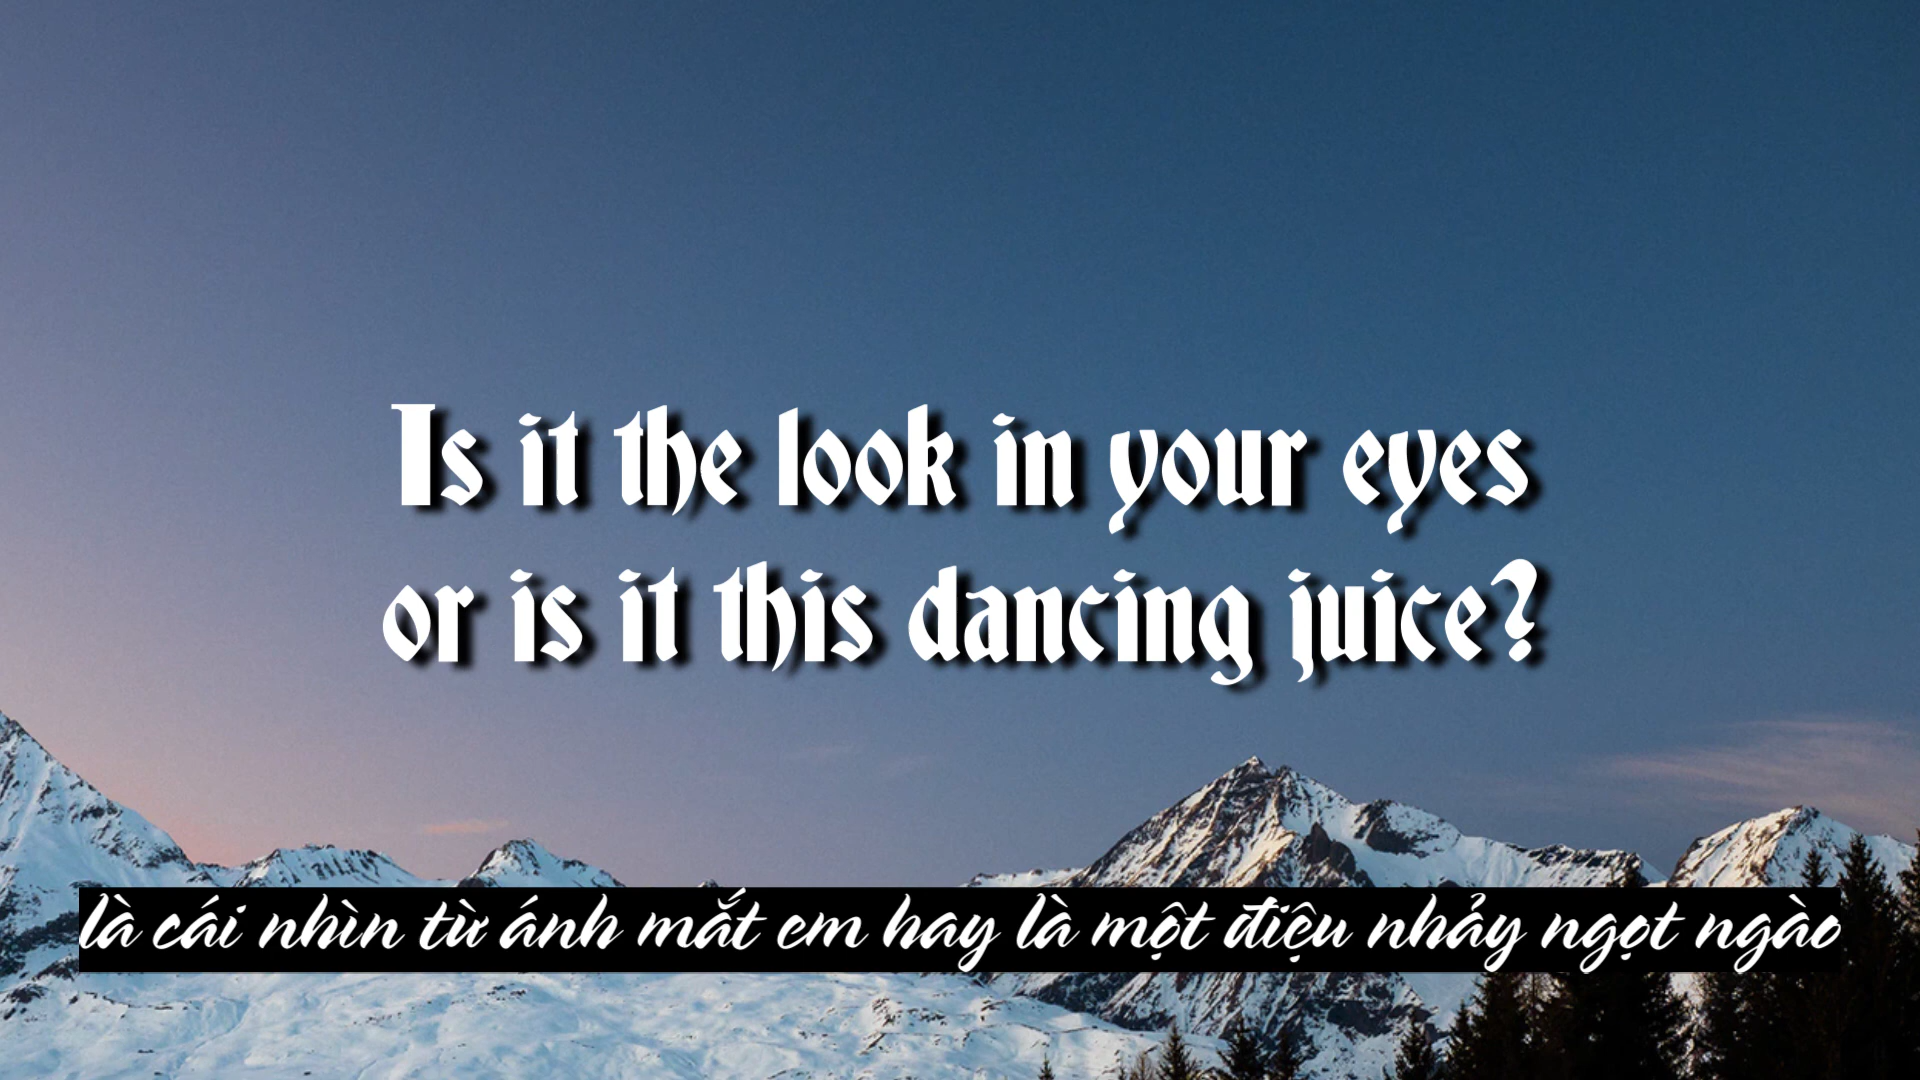 Is it the look in your eyes
or is it this dancing juice?
là cái nhìn từ ánh mắt em hay là một điệu nhảy ngọt ngào